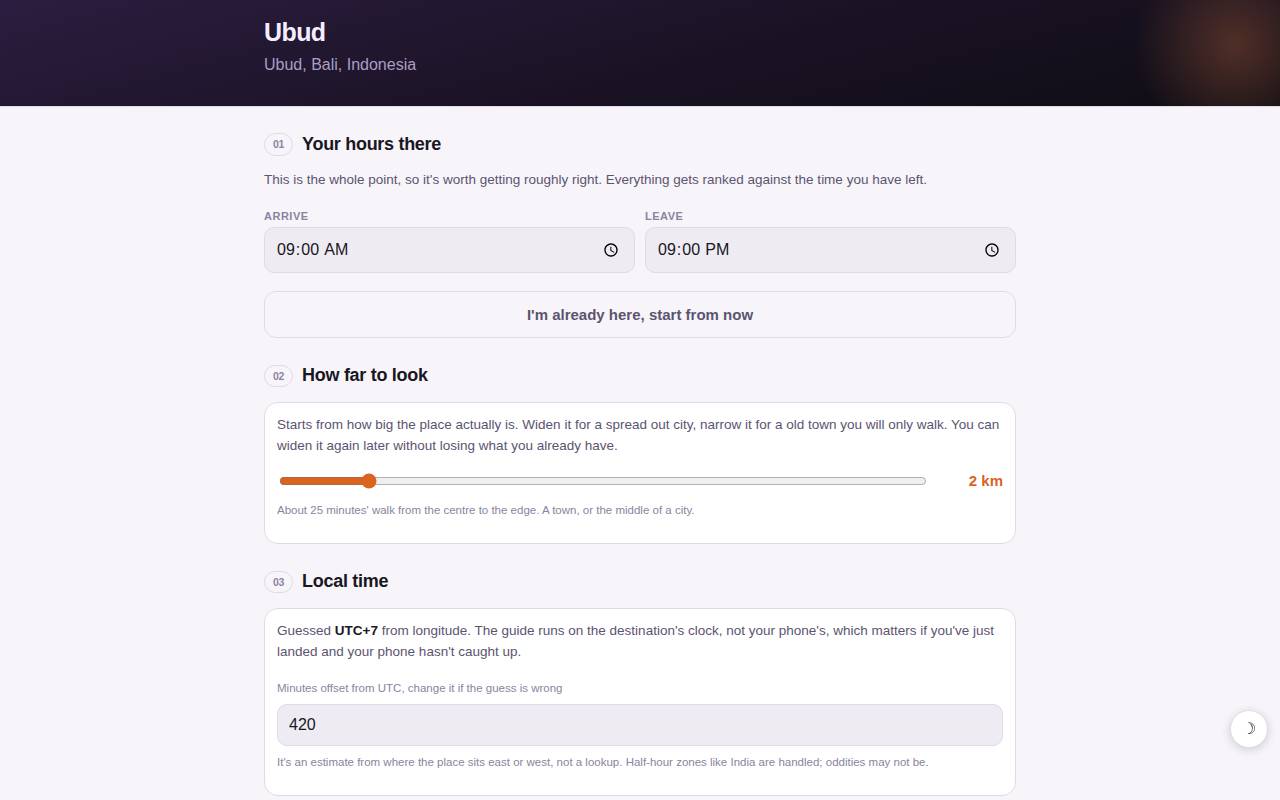 Ubud
Ubud, Bali, Indonesia
01 Your hours there
This is the whole point, so it's worth getting roughly right. Everything gets ranked against the time you have left.
ARRIVE LEAVE
09:00 AM 09:00 PM
I'm already here, start from now
02 How far to look
Starts from how big the place actually is. Widen it for a spread out city, narrow it for a old town you will only walk. You can
widen it again later without losing what you already have.
2 km
About 25 minutes' walk from the centre to the edge. A town, or the middle of a city.
03 Local time
Guessed UTC+7 from longitude. The guide runs on the destination's clock, not your phone's, which matters if you've just
landed and your phone hasn't caught up.
Minutes offset from UTC, change it if the guess is wrong
420
It's an estimate from where the place sits east or west, not a lookup. Half-hour zones like India are handled; oddities may not be.